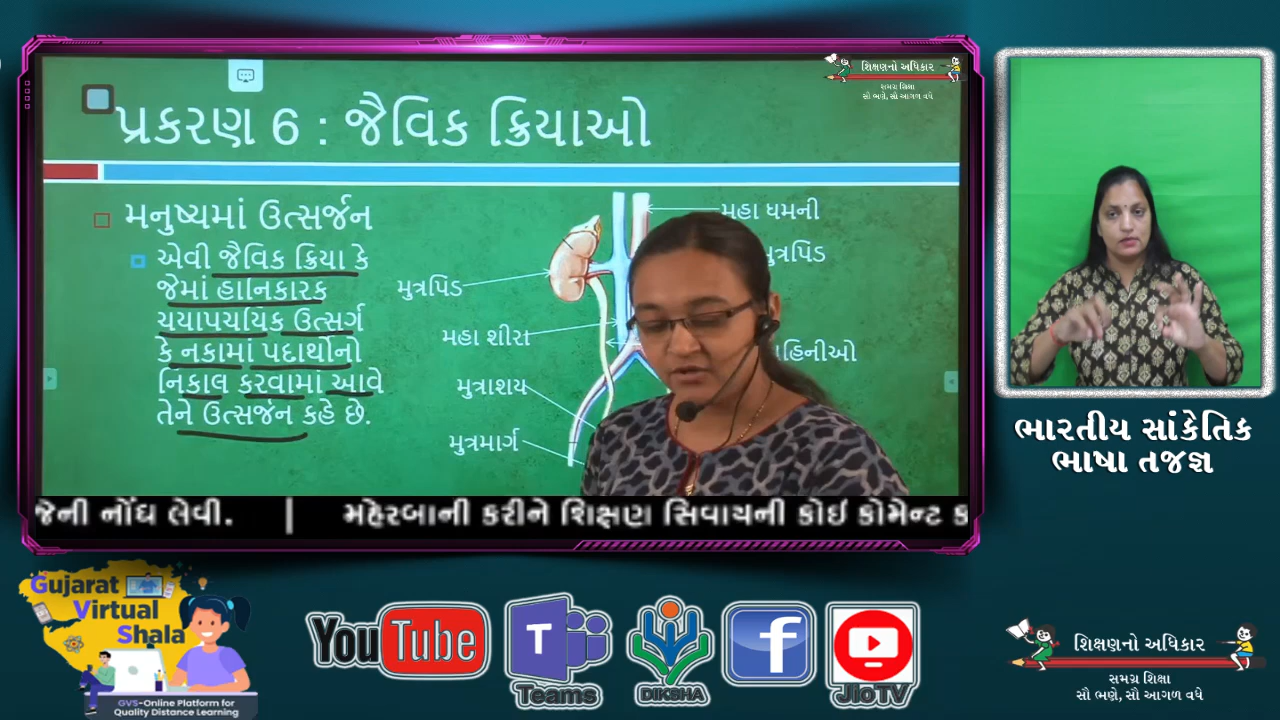 શિક્ષણનો અધિકાર
સમગ્ર શિક્ષા
સૌ ભણે, સૌ આગળ વધે
પ્રકરણ 6 : જૈવિક ક્રિયાઓ
મનુષ્યમાં ઉત્સર્જન
એવી જૈવિક ક્રિયા કે
જેમાં હાનિકારક
ચયાપચયિક ઉત્સર્ગ
કે નકામાં પદાર્થોનો
નિકાલ કરવામાં આવે
તેને ઉત્સર્જન કહે છે.
મહા ધમની
મુત્રપિંડ
મુત્રપિંડ
મહા શીરા
હિનીઓ
મુત્રાશય
મુત્રમાર્ગ
જેની નોંધ લેવી. | મહેરબાની કરીને શિક્ષણ સિવાયની કોઈ કોમેન્ટ ક
ભારતીય સાંકેતિક
ભાષા તજજ્ઞ
Gujarat
Virtual
Shala
GVS-Online Platform for
Quality Distance Learning
YouTube
T
Teams
DIKSHA
f
JioTV
શિક્ષણનો અધિકાર
સમગ્ર શિક્ષા
સૌ ભણે, સૌ આગળ વધે